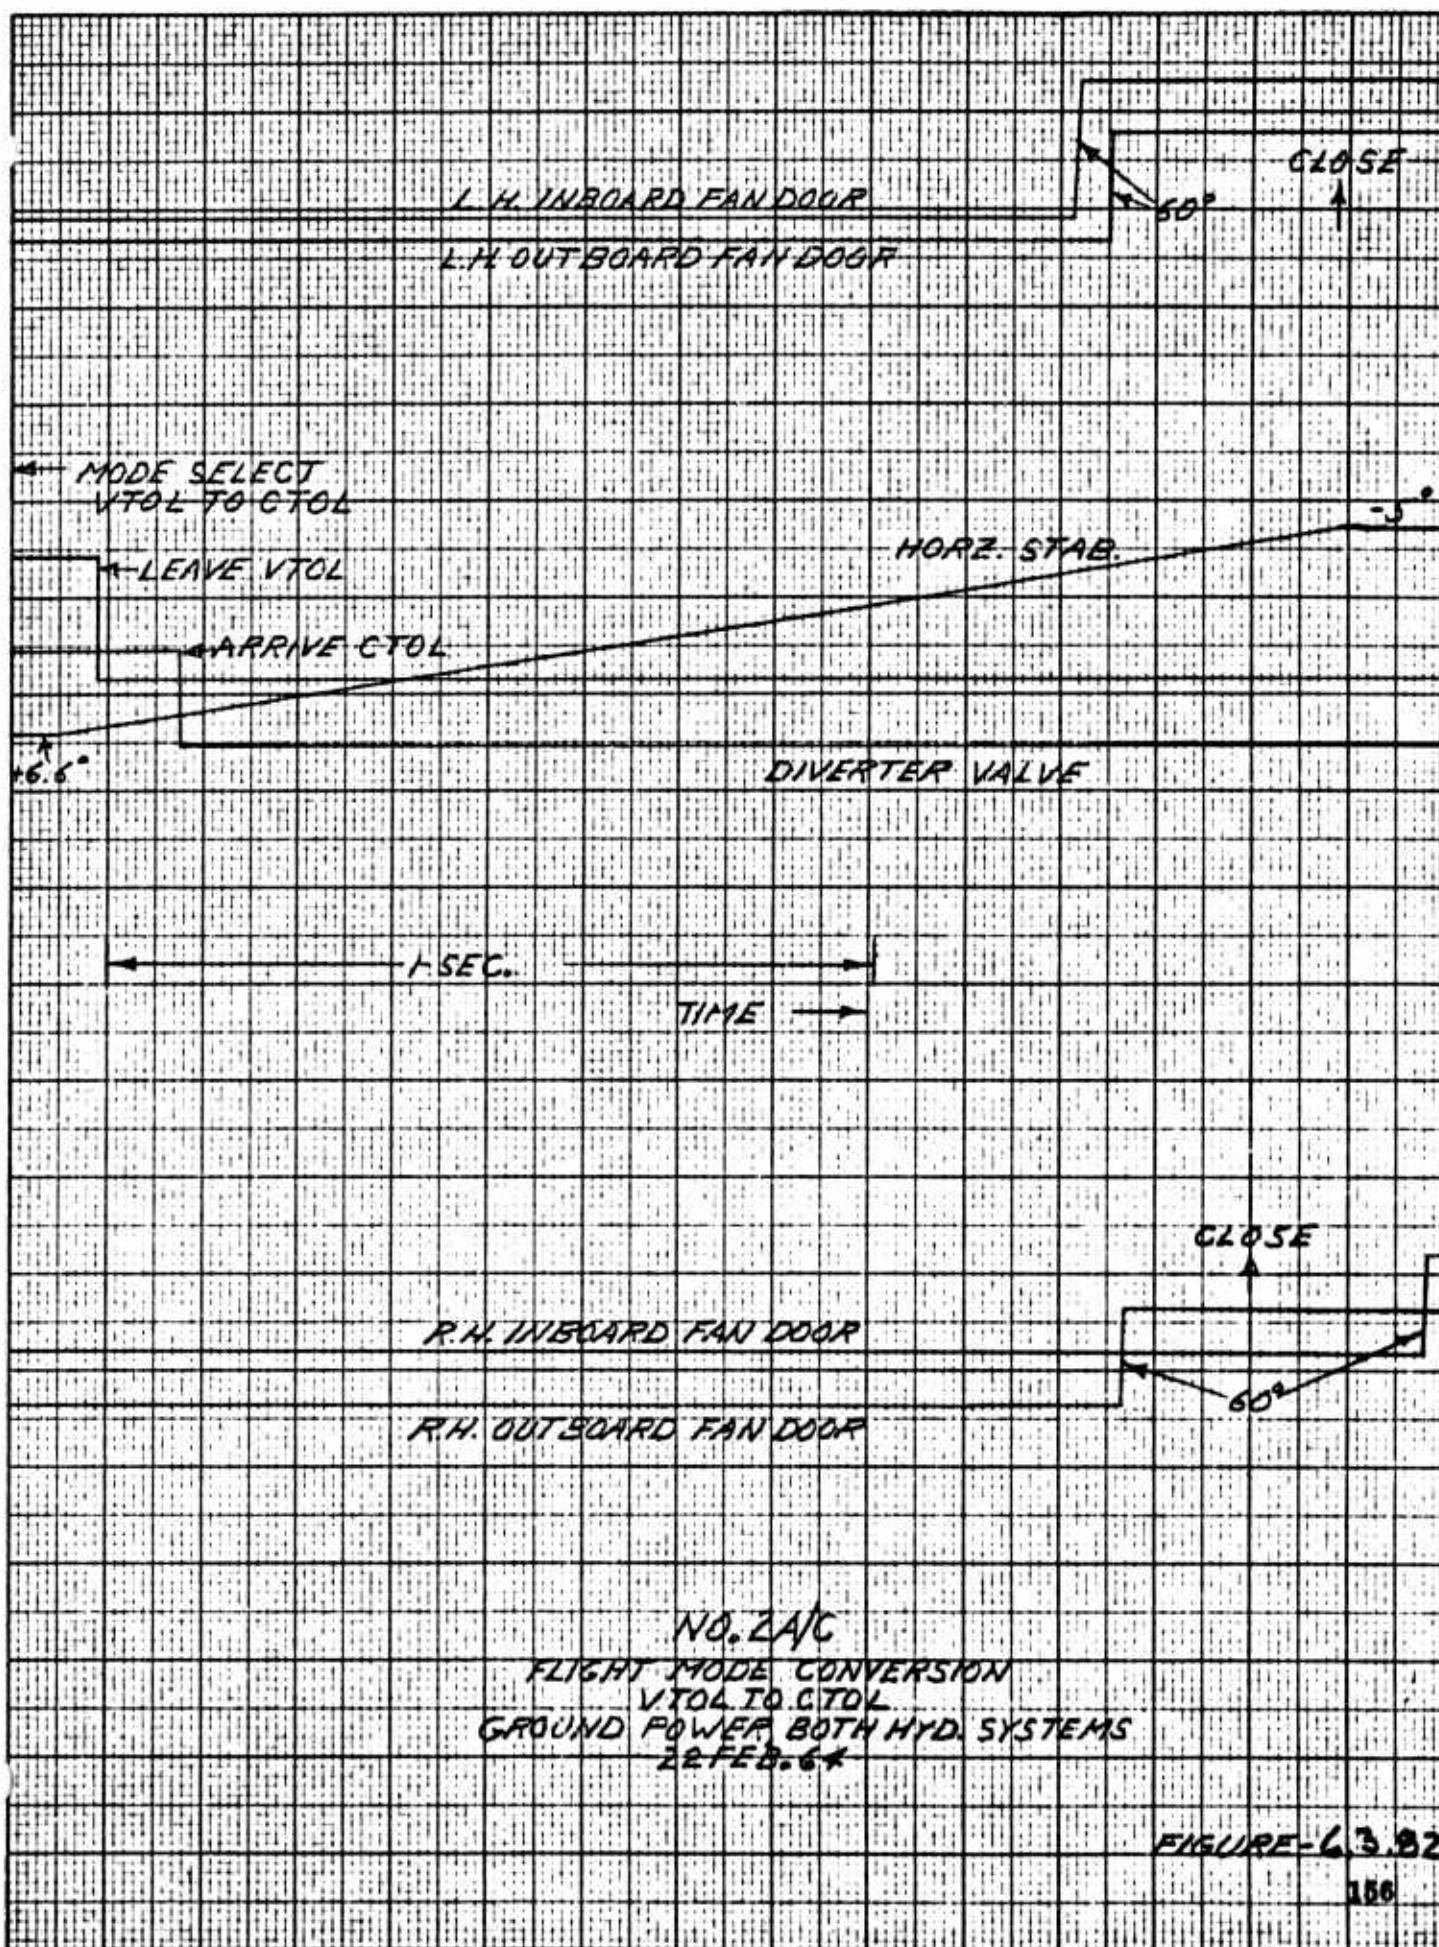 L.H. INBOARD FAN DOOR
L.H. OUTBOARD FAN DOOR
60°
CLOSE
MODE SELECT
VTOL TO CTOL
LEAVE VTOL
ARRIVE CTOL
HORZ. STAB.
-5°
+6.6°
DIVERTER VALVE
1 SEC.
TIME
CLOSE
R.H. INBOARD FAN DOOR
60°
R.H. OUTBOARD FAN DOOR
NO. 2 A/C
FLIGHT MODE CONVERSION
VTOL TO CTOL
GROUND POWER, BOTH HYD. SYSTEMS
22 FEB. 64
FIGURE-6.3.82
156